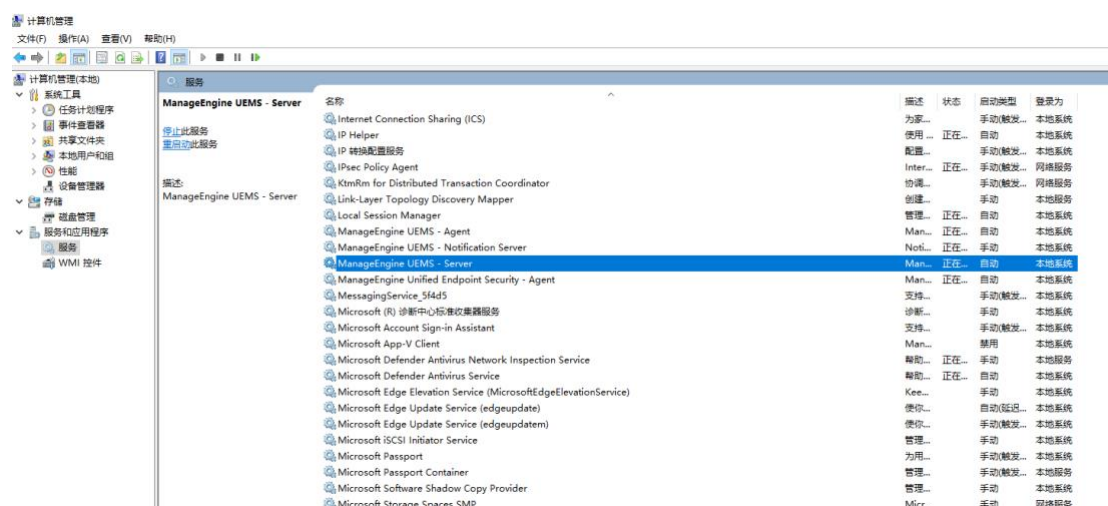 计算机管理
文件(F) 操作(A) 查看(V) 帮助(H)
计算机管理(本地)
系统工具
任务计划程序
事件查看器
共享文件夹
本地用户和组
性能
设备管理器
存储
磁盘管理
服务和应用程序
服务
WMI 控件
服务
ManageEngine UEMS - Server
停止此服务
重启动此服务
描述:
ManageEngine UEMS - Server
名称 描述 状态 启动类型 登录为
Internet Connection Sharing (ICS) 为家... 手动(触发... 本地系统
IP Helper 使用 ... 正在... 自动 本地系统
IP 转换配置服务 配置... 手动(触发... 本地系统
IPsec Policy Agent Inter... 正在... 手动(触发... 网络服务
KtmRm for Distributed Transaction Coordinator 协调... 手动(触发... 网络服务
Link-Layer Topology Discovery Mapper 创建... 手动 本地服务
Local Session Manager 管理... 正在... 自动 本地系统
ManageEngine UEMS - Agent Man... 正在... 自动 本地系统
ManageEngine UEMS - Notification Server Noti... 正在... 手动 本地系统
ManageEngine UEMS - Server Man... 正在... 自动 本地系统
ManageEngine Unified Endpoint Security - Agent Man... 正在... 自动 本地系统
MessagingService_5f4d5 支持... 手动(触发... 本地系统
Microsoft (R) 诊断中心标准收集器服务 诊断... 手动 本地系统
Microsoft Account Sign-in Assistant 支持... 手动(触发... 本地系统
Microsoft App-V Client Man... 禁用 本地系统
Microsoft Defender Antivirus Network Inspection Service 帮助... 正在... 手动 本地服务
Microsoft Defender Antivirus Service 帮助... 正在... 自动 本地系统
Microsoft Edge Elevation Service (MicrosoftEdgeElevationService) Kee... 手动 本地系统
Microsoft Edge Update Service (edgeupdate) 使你... 自动(延迟... 本地系统
Microsoft Edge Update Service (edgeupdatem) 使你... 手动(触发... 本地系统
Microsoft iSCSI Initiator Service 管理... 手动 本地系统
Microsoft Passport 为用... 手动(触发... 本地系统
Microsoft Passport Container 管理... 手动(触发... 本地服务
Microsoft Software Shadow Copy Provider 管理... 手动 本地系统
Microsoft Storage Spaces SMP Micr... 手动 网络服务